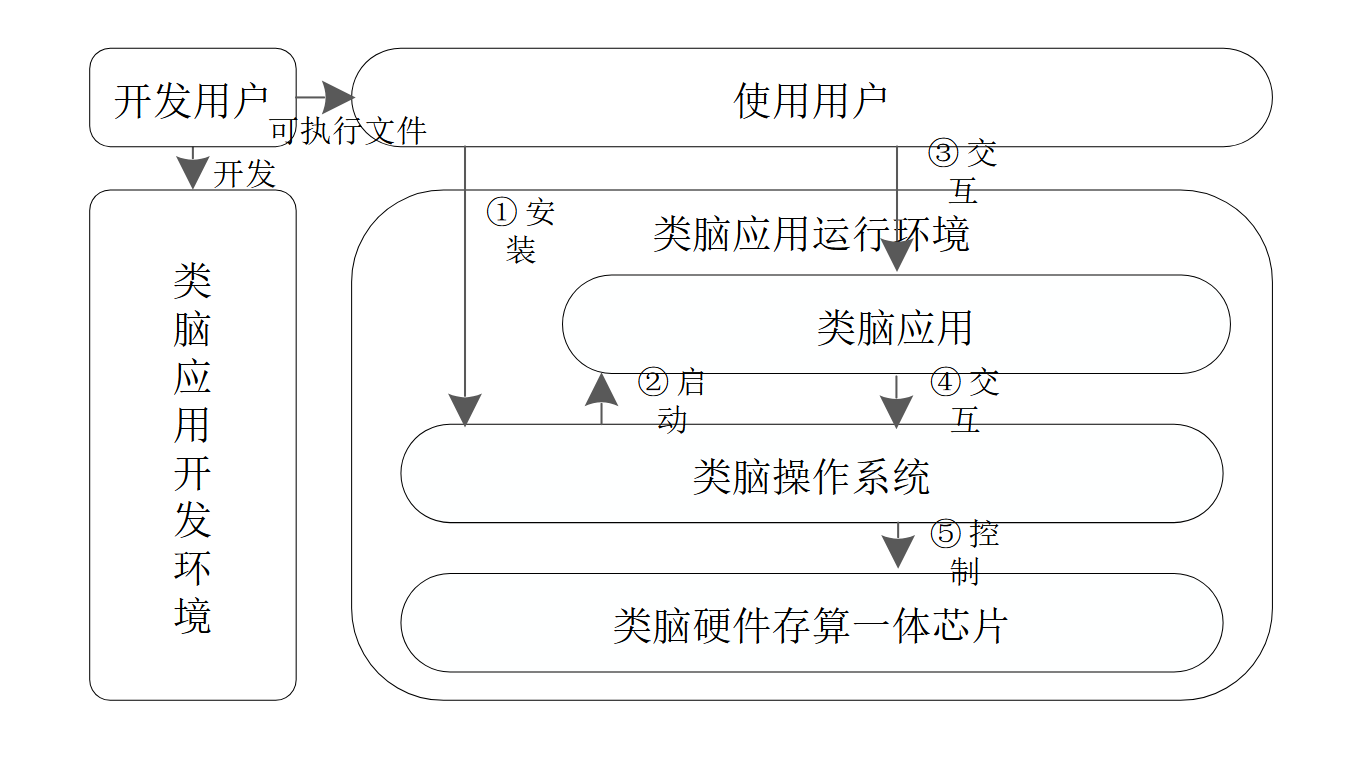 开发用户
使用用户
可执行文件
开发
③ 交
互
① 安
装
类脑应用运行环境
类
脑
应
用
开
发
环
境
类脑应用
② 启
动
④ 交
互
类脑操作系统
⑤ 控
制
类脑硬件存算一体芯片